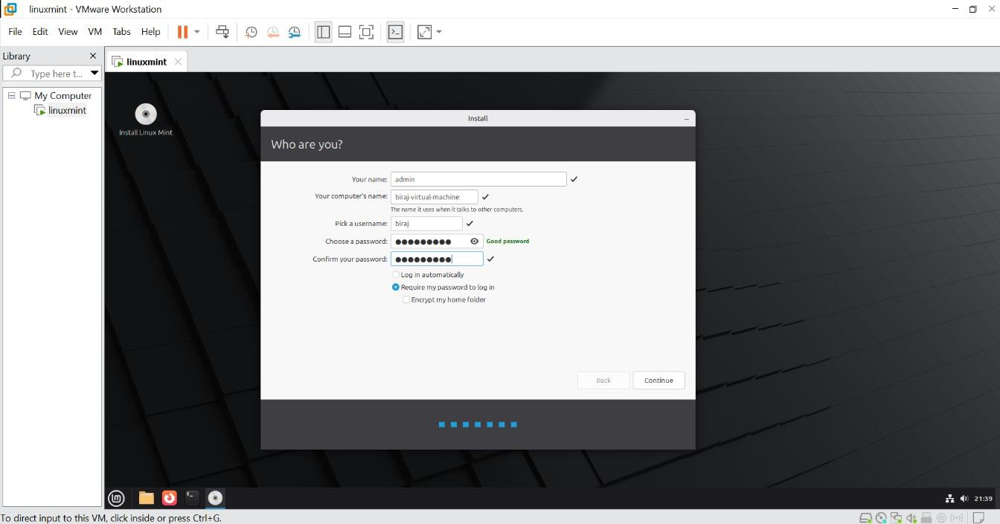 linuxmint - VMware Workstation
File Edit View VM Tabs Help
Library
Type here t...
My Computer
linuxmint
linuxmint
Install Linux Mint
Install
Who are you?
Your name: admin
Your computer's name: biraj-virtual-machine
The name it uses when it talks to other computers.
Pick a username: biraj
Choose a password: ●●●●●●●●● Good password
Confirm your password: ●●●●●●●●●
Log in automatically
Require my password to log in
Encrypt my home folder
Back Continue
21:39
To direct input to this VM, click inside or press Ctrl+G.